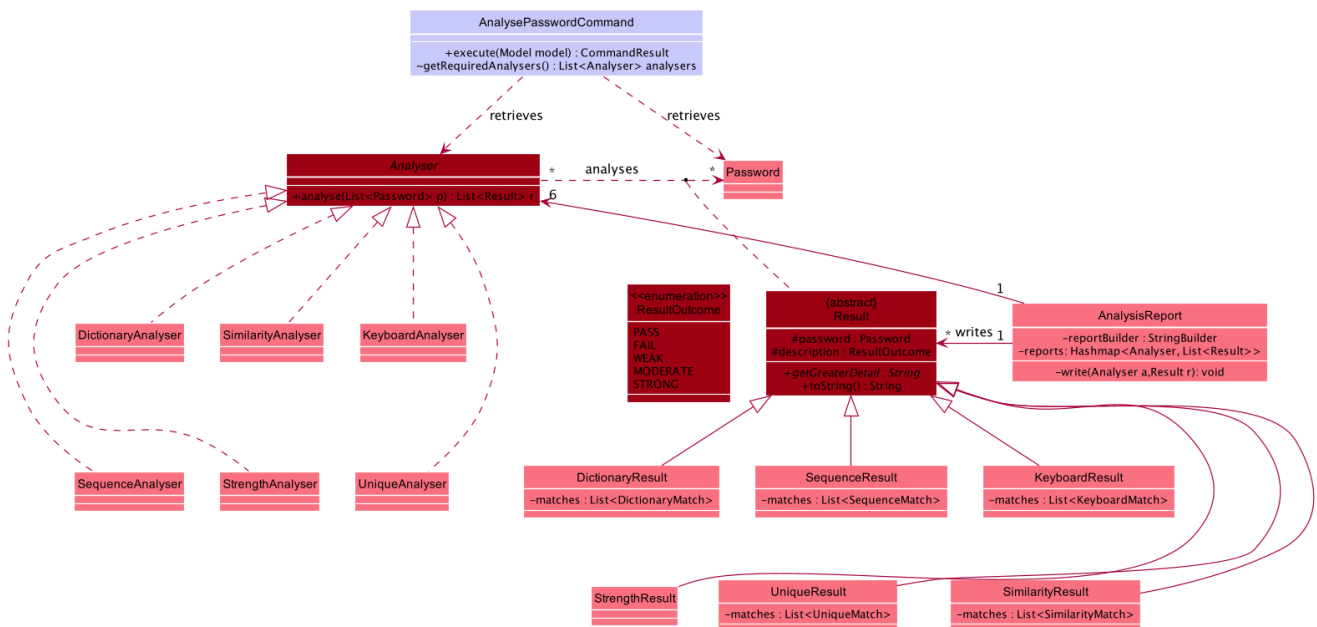 AnalysePasswordCommand
+execute(Model model) : CommandResult
~getRequiredAnalysers() : List<Analyser> analysers
retrieves
retrieves
Analyser
+analyse(List<Password> p) : List<Result> r
*
analyses
*
Password
6
1
<<enumeration>>
ResultOutcome
PASS
FAIL
WEAK
MODERATE
STRONG
{abstract}
Result
#password : Password
#description : ResultOutcome
+getGreaterDetail : String
+toString() : String
* writes 1
AnalysisReport
-reportBuilder : StringBuilder
-reports: Hashmap<Analyser, List<Result>>
-write(Analyser a,Result r): void
DictionaryAnalyser
SimilarityAnalyser
KeyboardAnalyser
SequenceAnalyser
StrengthAnalyser
UniqueAnalyser
DictionaryResult
-matches : List<DictionaryMatch>
SequenceResult
-matches : List<SequenceMatch>
KeyboardResult
-matches : List<KeyboardMatch>
StrengthResult
UniqueResult
-matches : List<UniqueMatch>
SimilarityResult
-matches : List<SimilarityMatch>